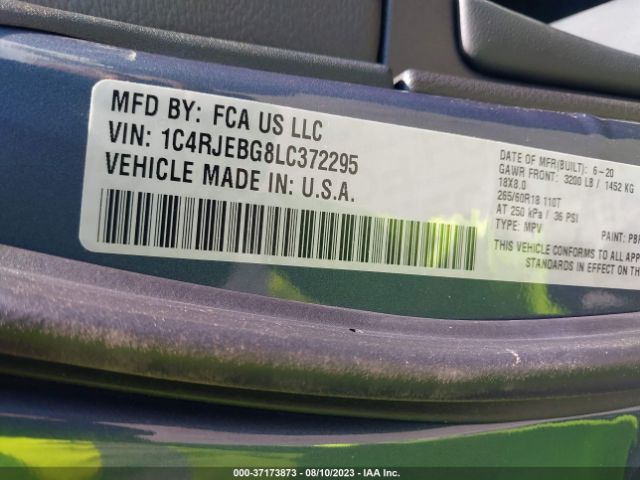 MFD BY: FCA US LLC
VIN: 1C4RJEBG8LC372295
VEHICLE MADE IN: U.S.A.
DATE OF MFR(BUILT): 6-20
GAWR FRONT: 3200 LB / 1452 KG
18X8.0
265/60R18 110T
AT 250 kPa / 36 PSI
TYPE: MPV
PAINT:
THIS VEHICLE CONFORMS TO ALL APP
STANDARDS IN EFFECT ON TH
000-37173873 - 08/10/2023 - IAA Inc.